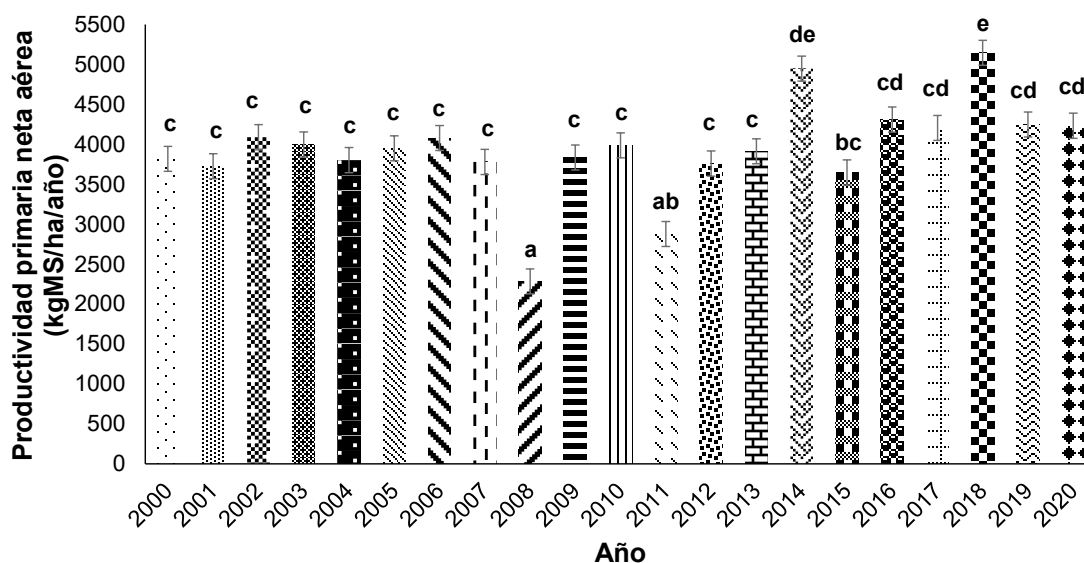 Productividad primaria neta aérea
(kgMS/ha/año)
5500
5000
4500
4000
3500
3000
2500
2000
1500
1000
500
0
c
c
c
c
c
c
c
c
a
c
c
ab
c
c
de
bc
cd
cd
e
cd
cd
2000
2001
2002
2003
2004
2005
2006
2007
2008
2009
2010
2011
2012
2013
2014
2015
2016
2017
2018
2019
2020
Año